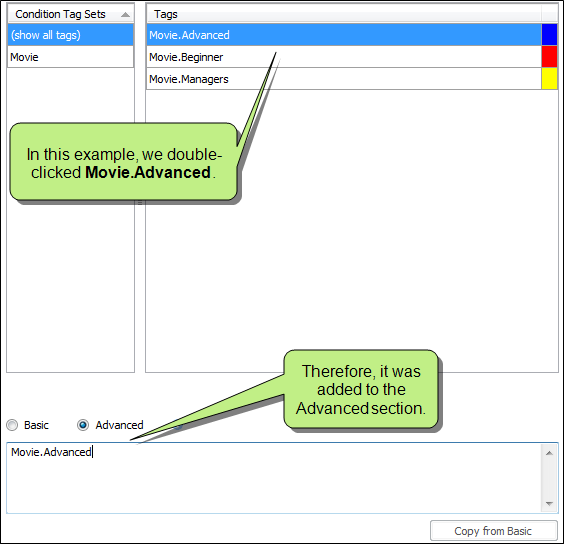 Condition Tag Sets
Tags
(show all tags)
Movie.Advanced
Movie
Movie.Beginner
Movie.Managers
In this example, we double-
clicked Movie.Advanced.
Therefore, it was
added to the
Advanced section.
Basic
Advanced
Movie.Advanced
Copy from Basic